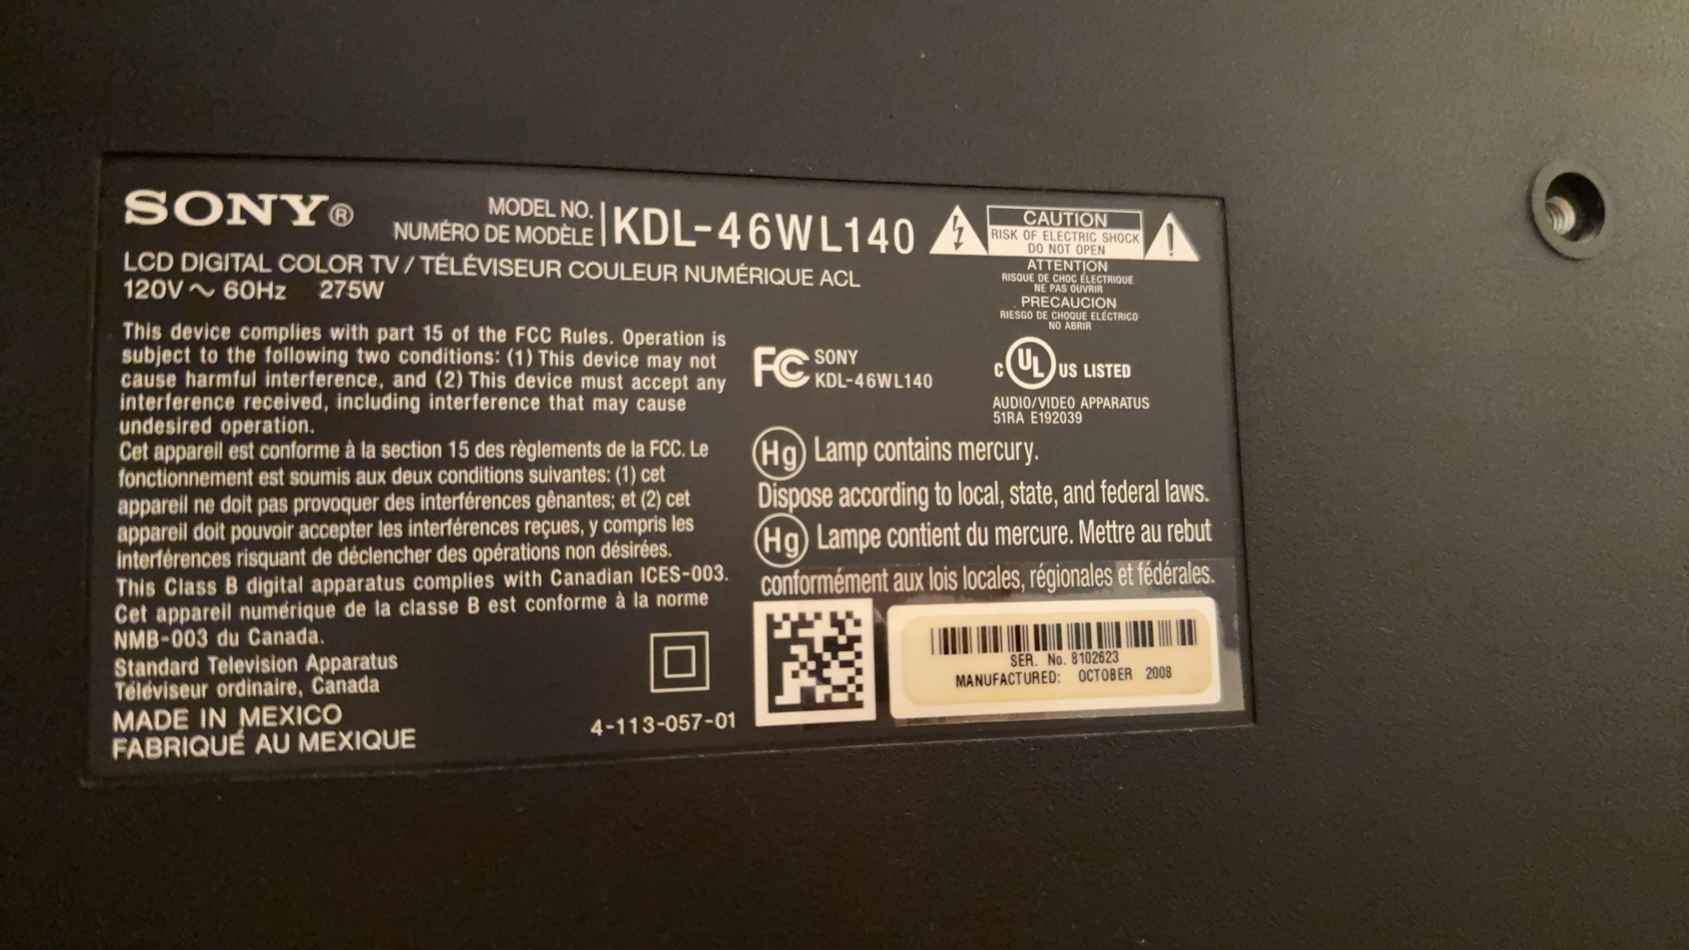 SONY®
MODEL NO.
NUMÉRO DE MODÈLE
KDL-46WL140
LCD DIGITAL COLOR TV / TÉLÉVISEUR COULEUR NUMÉRIQUE ACL
120V ~ 60Hz 275W
This device complies with part 15 of the FCC Rules. Operation is
subject to the following two conditions: (1) This device may not
cause harmful interference, and (2) This device must accept any
interference received, including interference that may cause
undesired operation.
Cet appareil est conforme à la section 15 des règlements de la FCC. Le
fonctionnement est soumis aux deux conditions suivantes: (1) cet
appareil ne doit pas provoquer des interférences gênantes; et (2) cet
appareil doit pouvoir accepter les interférences reçues, y compris les
interférences risquant de déclencher des opérations non désirées.
This Class B digital apparatus complies with Canadian ICES-003.
Cet appareil numérique de la classe B est conforme à la norme
NMB-003 du Canada.
Standard Television Apparatus
Téléviseur ordinaire, Canada
MADE IN MEXICO
FABRIQUÉ AU MEXIQUE
4-113-057-01
CAUTION
RISK OF ELECTRIC SHOCK
DO NOT OPEN
ATTENTION
RISQUE DE CHOC ÉLECTRIQUE
NE PAS OUVRIR
PRECAUCION
RIESGO DE CHOQUE ELÉCTRICO
NO ABRIR
FC SONY
KDL-46WL140
C UL US LISTED
AUDIO/VIDEO APPARATUS
51RA E192039
Hg Lamp contains mercury.
Dispose according to local, state, and federal laws.
Hg Lampe contient du mercure. Mettre au rebut
conformément aux lois locales, régionales et fédérales.
SER. No. 8102623
MANUFACTURED: OCTOBER 2008